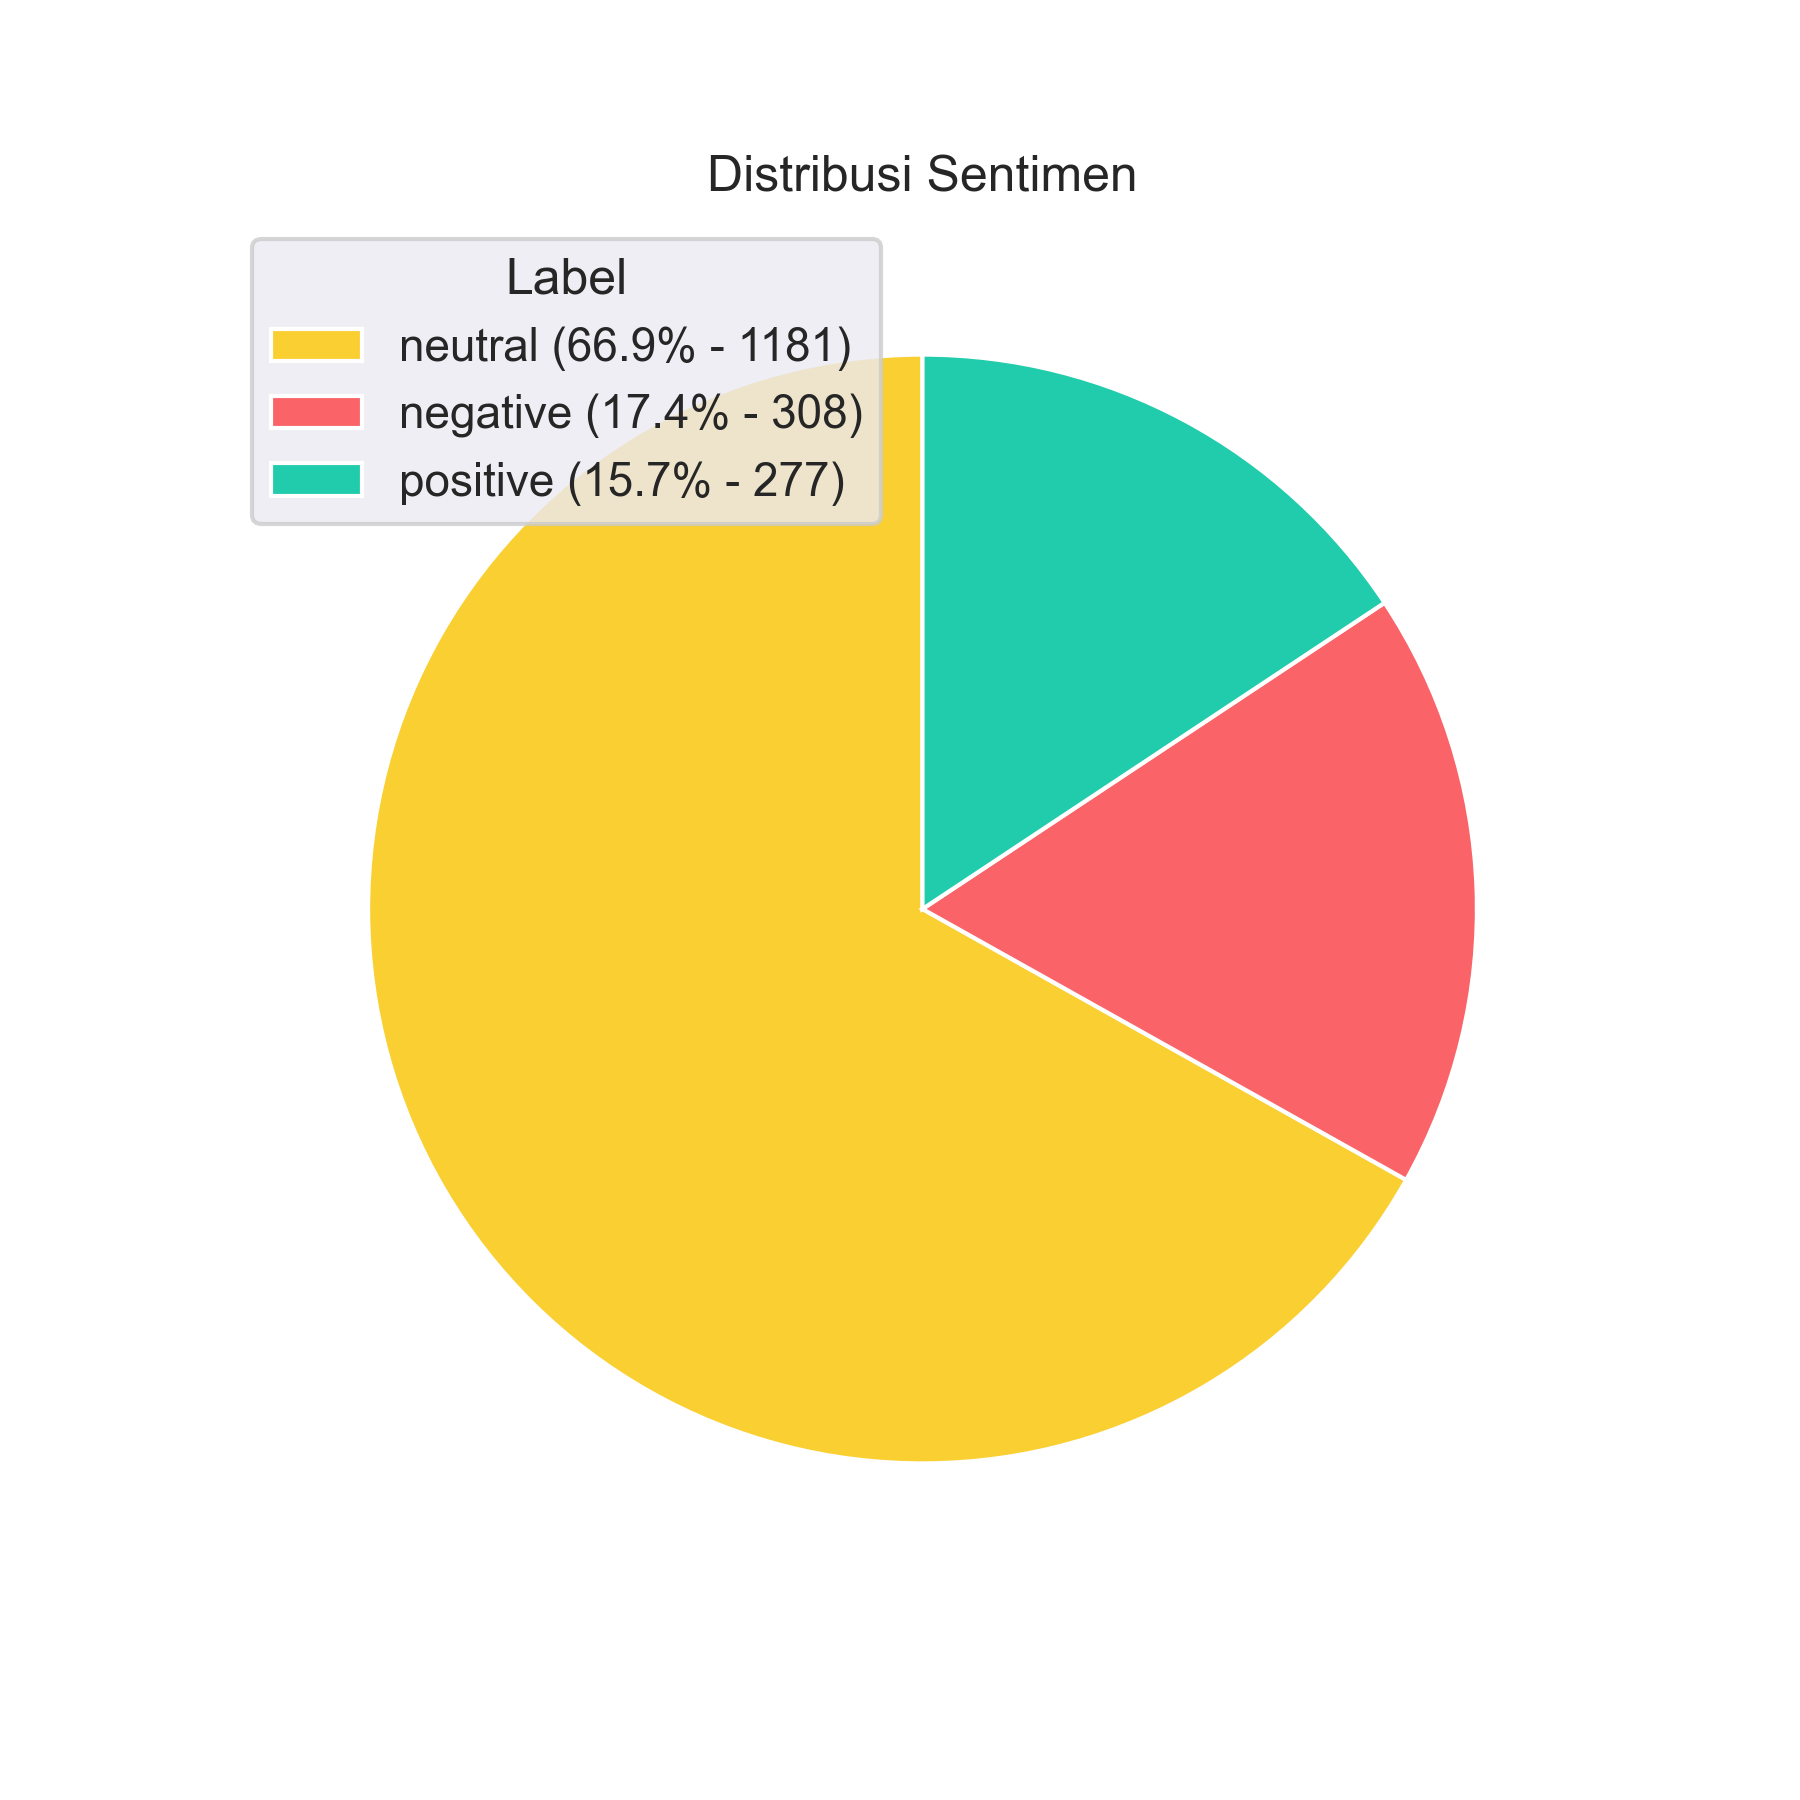 Distribusi Sentimen
Label
neutral (66.9% - 1181)
negative (17.4% - 308)
positive (15.7% - 277)